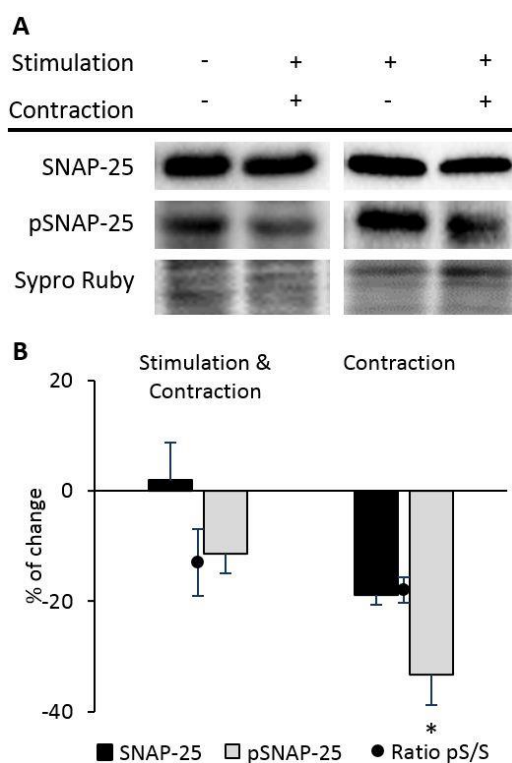 A
Stimulation - + + +
Contraction - + - +
SNAP-25
pSNAP-25
Sypro Ruby
B
Stimulation & Contraction
Contraction
20
0
-20
-40
% of change
*
SNAP-25 pSNAP-25 Ratio pS/S